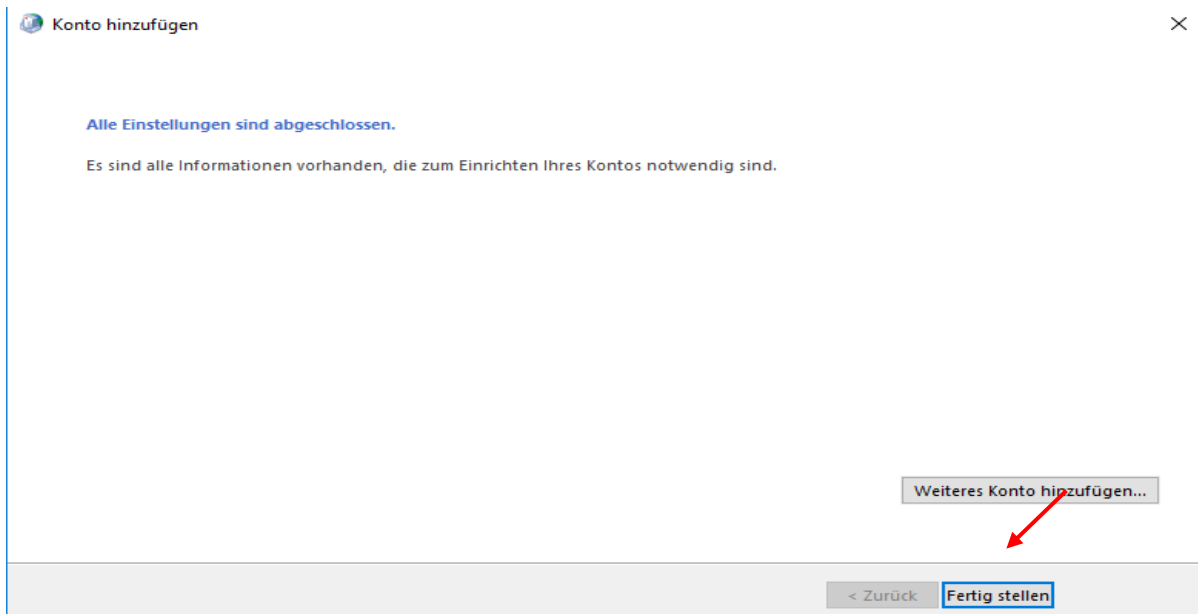 Konto hinzufügen
Alle Einstellungen sind abgeschlossen.
Es sind alle Informationen vorhanden, die zum Einrichten Ihres Kontos notwendig sind.
Weiteres Konto hinzufügen...
< Zurück
Fertig stellen